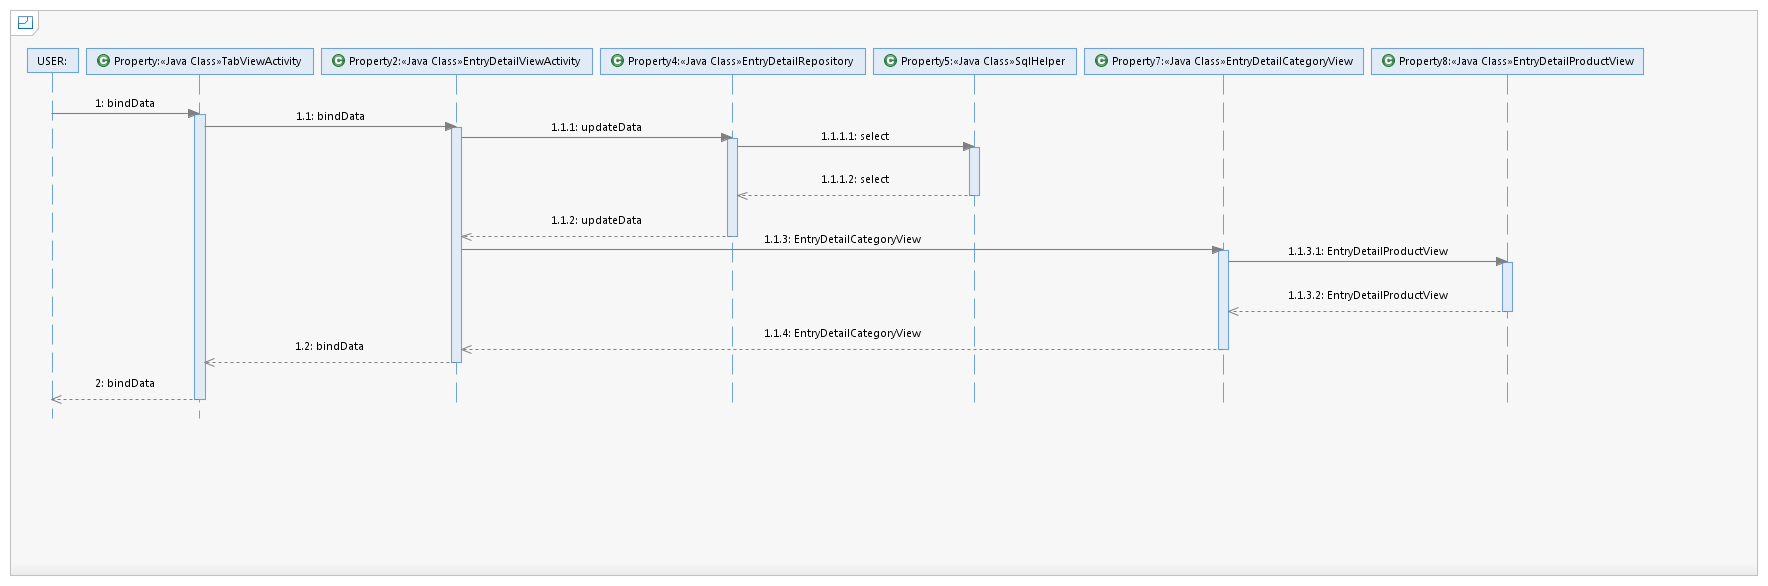 USER:
C Property:«Java Class»TabViewActivity
C Property2:«Java Class»EntryDetailViewActivity
C Property4:«Java Class»EntryDetailRepository
C Property5:«Java Class»SqlHelper
C Property7:«Java Class»EntryDetailCategoryView
C Property8:«Java Class»EntryDetailProductView
1: bindData
1.1: bindData
1.1.1: updateData
1.1.1.1: select
1.1.1.2: select
1.1.2: updateData
1.1.3: EntryDetailCategoryView
1.1.3.1: EntryDetailProductView
1.1.3.2: EntryDetailProductView
1.1.4: EntryDetailCategoryView
1.2: bindData
2: bindData